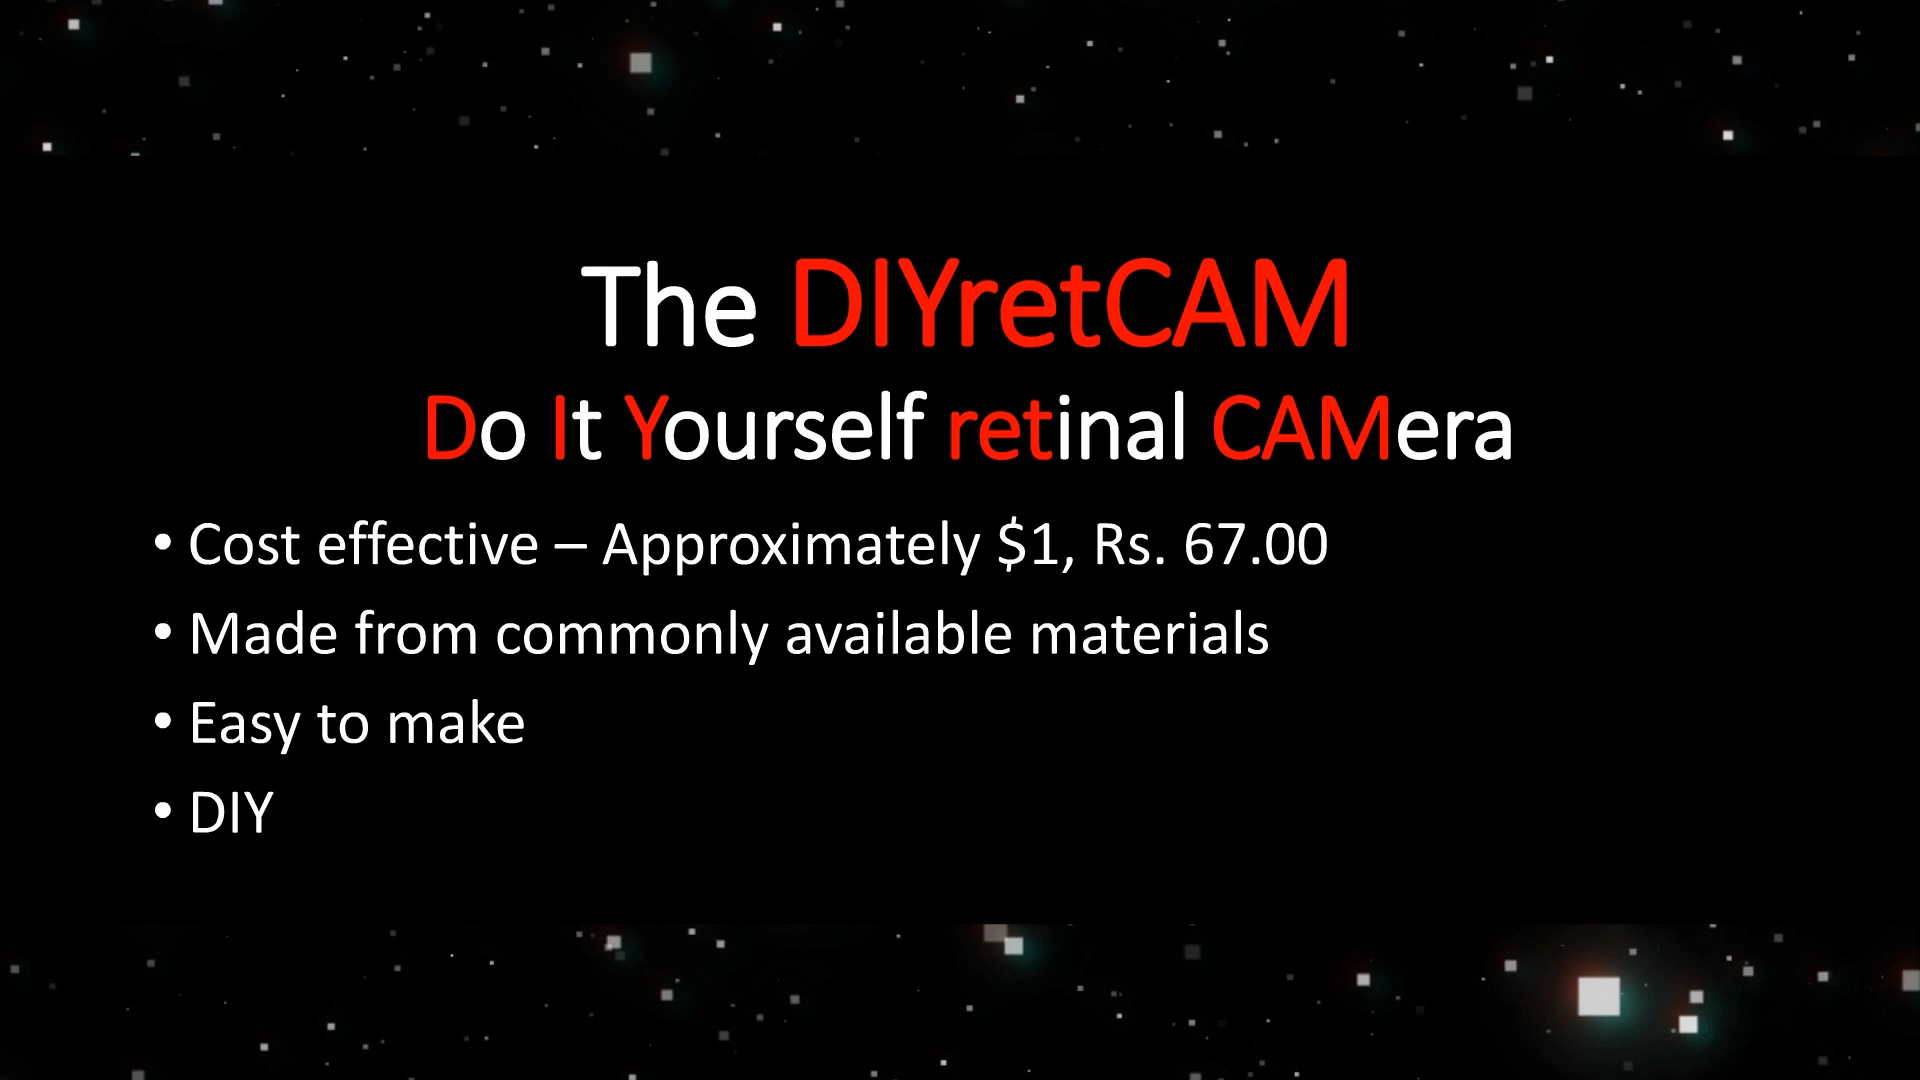 The DIYretCAM
Do It Yourself retinal CAMera
• Cost effective – Approximately $1, Rs. 67.00
• Made from commonly available materials
• Easy to make
• DIY